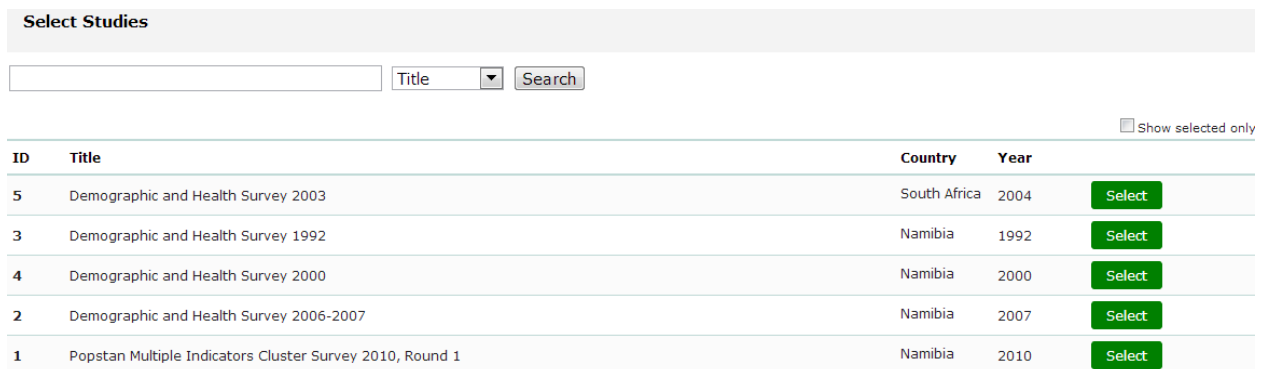 Select Studies
Title Search
Show selected only
ID Title Country Year
5 Demographic and Health Survey 2003 South Africa 2004 Select
3 Demographic and Health Survey 1992 Namibia 1992 Select
4 Demographic and Health Survey 2000 Namibia 2000 Select
2 Demographic and Health Survey 2006-2007 Namibia 2007 Select
1 Popstan Multiple Indicators Cluster Survey 2010, Round 1 Namibia 2010 Select